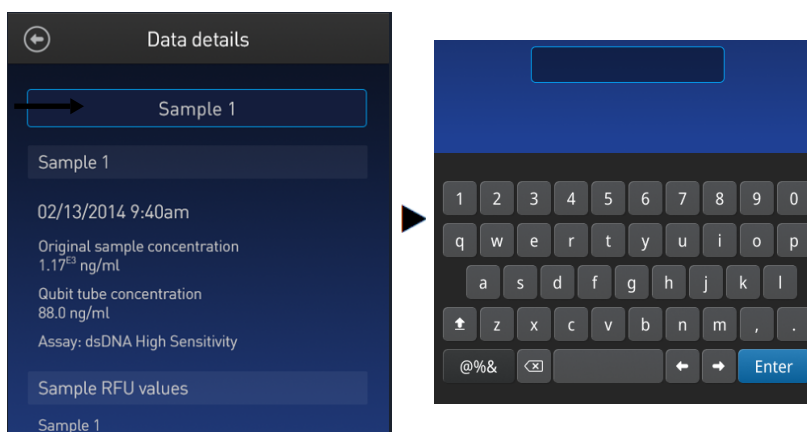 Data details
Sample 1
Sample 1
02/13/2014 9:40am
Original sample concentration
1.17E3 ng/ml
Qubit tube concentration
88.0 ng/ml
Assay: dsDNA High Sensitivity
Sample RFU values
Sample 1
1 2 3 4 5 6 7 8 9 0
q w e r t y u i o p
a s d f g h j k l
z x c v b n m , .
@%& Enter